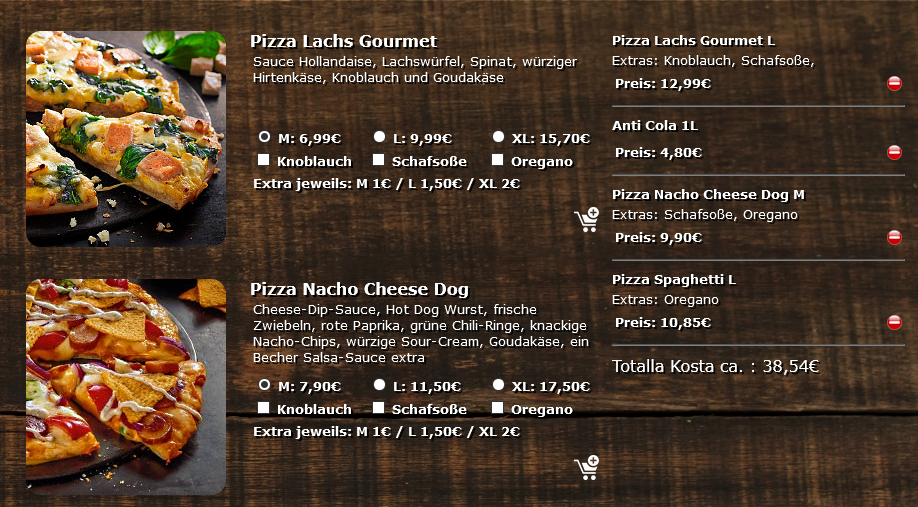 Pizza Lachs Gourmet
Sauce Hollandaise, Lachswürfel, Spinat, würziger
Hirtenkäse, Knoblauch und Goudakäse
M: 6,99€ L: 9,99€ XL: 15,70€
Knoblauch Schafsoße Oregano
Extra jeweils: M 1€ / L 1,50€ / XL 2€
Pizza Nacho Cheese Dog
Cheese-Dip-Sauce, Hot Dog Wurst, frische
Zwiebeln, rote Paprika, grüne Chili-Ringe, knackige
Nacho-Chips, würzige Sour-Cream, Goudakäse, ein
Becher Salsa-Sauce extra
M: 7,90€ L: 11,50€ XL: 17,50€
Knoblauch Schafsoße Oregano
Extra jeweils: M 1€ / L 1,50€ / XL 2€
Pizza Lachs Gourmet L
Extras: Knoblauch, Schafsoße,
Preis: 12,99€
Anti Cola 1L
Preis: 4,80€
Pizza Nacho Cheese Dog M
Extras: Schafsoße, Oregano
Preis: 9,90€
Pizza Spaghetti L
Extras: Oregano
Preis: 10,85€
Totalla Kosta ca. : 38,54€